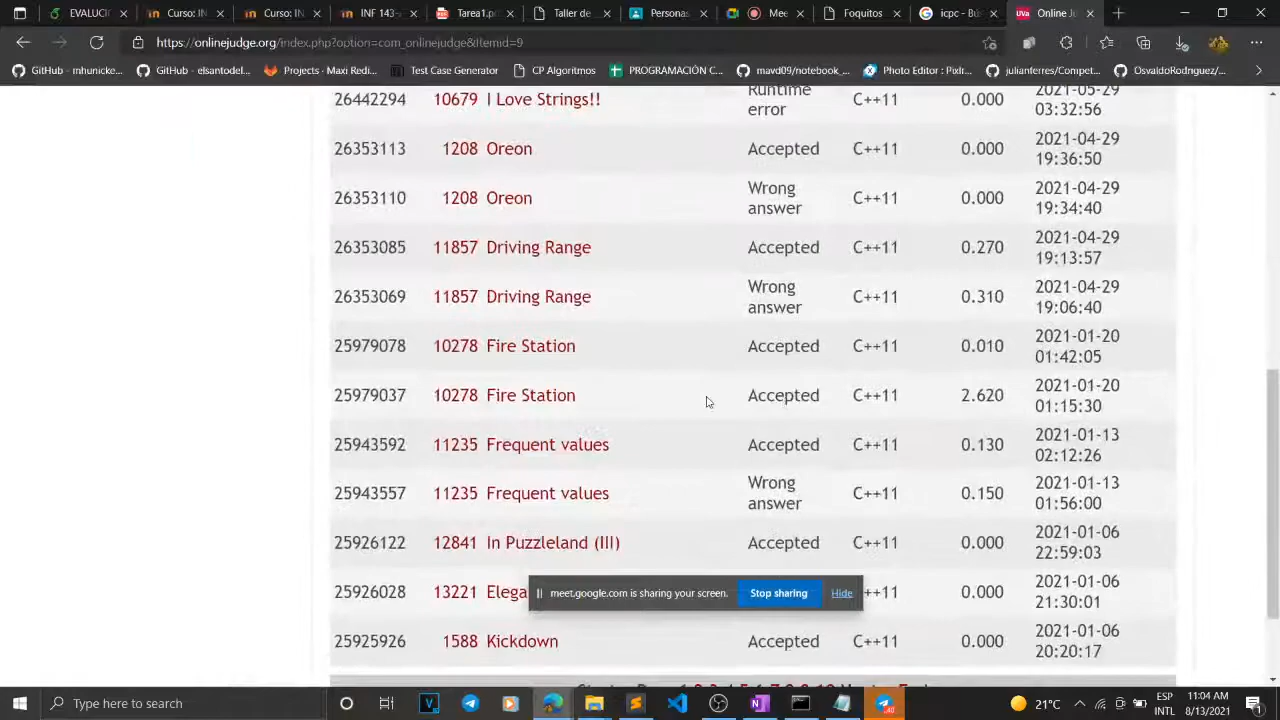 EVALUCI
Curso: IN
Curso: IN
INF 143-
Tarea1.p
Taller de
Personas
Mee
Foquitos
icpc - Bu
UVa Online Ju
https://onlinejudge.org/index.php?option=com_onlinejudge&Itemid=9
GitHub - mhunicke...
GitHub - elsantodel...
Projects · Maxi Redi...
Test Case Generator
CP Algoritmos
PROGRAMACIÓN C...
mavd09/notebook_...
Photo Editor : Pixlr...
julianferres/Compet...
OsvaldoRodriguez/...
26442294 10679 I Love Strings!! Runtime error C++11 0.000 2021-05-29 03:32:56
26353113 1208 Oreon Accepted C++11 0.000 2021-04-29 19:36:50
26353110 1208 Oreon Wrong answer C++11 0.000 2021-04-29 19:34:40
26353085 11857 Driving Range Accepted C++11 0.270 2021-04-29 19:13:57
26353069 11857 Driving Range Wrong answer C++11 0.310 2021-04-29 19:06:40
25979078 10278 Fire Station Accepted C++11 0.010 2021-01-20 01:42:05
25979037 10278 Fire Station Accepted C++11 2.620 2021-01-20 01:15:30
25943592 11235 Frequent values Accepted C++11 0.130 2021-01-13 02:12:26
25943557 11235 Frequent values Wrong answer C++11 0.150 2021-01-13 01:56:00
25926122 12841 In Puzzleland (III) Accepted C++11 0.000 2021-01-06 22:59:03
25926028 13221 Elega ++11 0.000 2021-01-06 21:30:01
meet.google.com is sharing your screen. Stop sharing Hide
25925926 1588 Kickdown Accepted C++11 0.000 2021-01-06 20:20:17
Type here to search
21°C
ESP
INTL
11:04 AM
8/13/2021